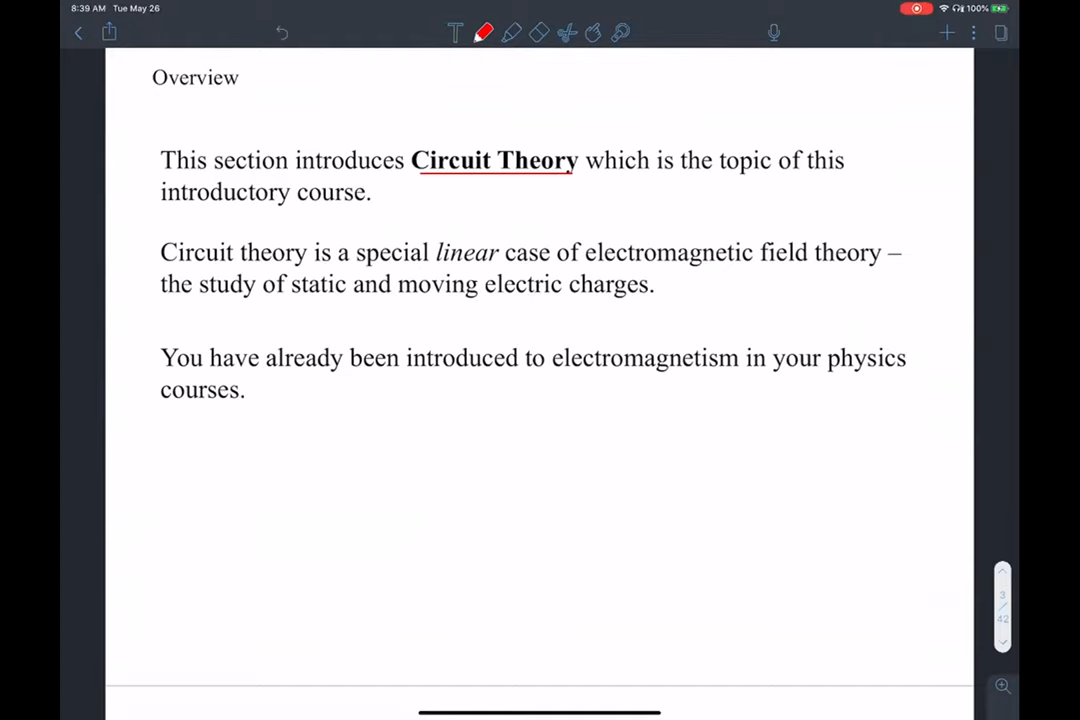 8:39 AM Tue May 26
100%
Overview
This section introduces Circuit Theory which is the topic of this
introductory course.
Circuit theory is a special linear case of electromagnetic field theory –
the study of static and moving electric charges.
You have already been introduced to electromagnetism in your physics
courses.
3
/
42